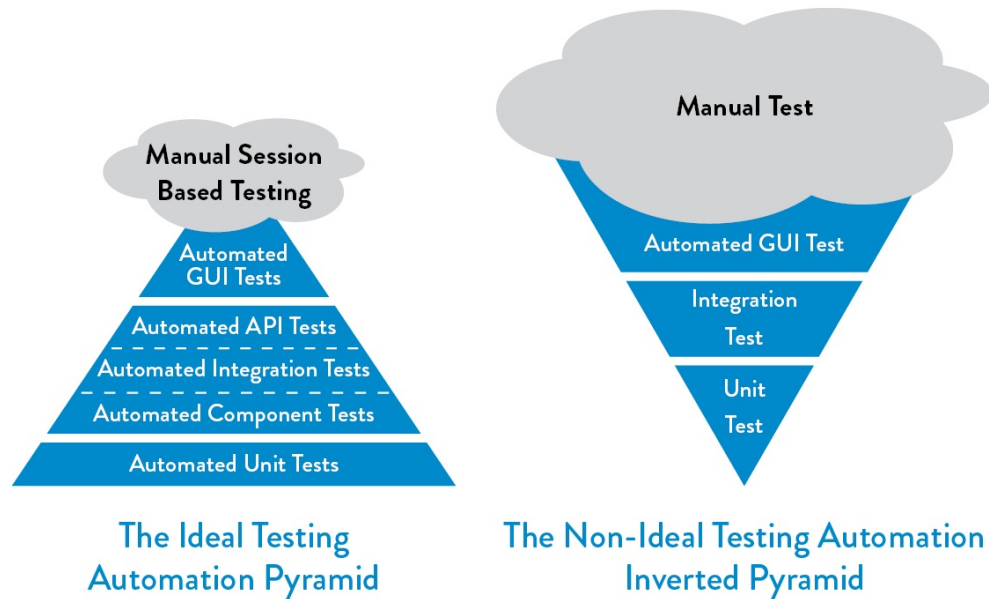 Manual Session
Based Testing
Automated
GUI Tests
Automated API Tests
Automated Integration Tests
Automated Component Tests
Automated Unit Tests
The Ideal Testing
Automation Pyramid
Manual Test
Automated GUI Test
Integration
Test
Unit
Test
The Non-Ideal Testing Automation
Inverted Pyramid